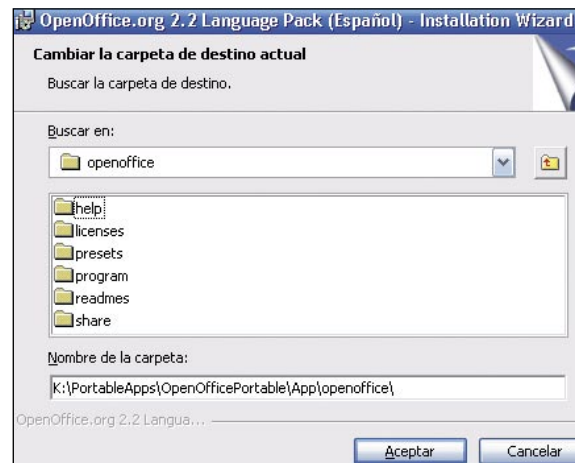 OpenOffice.org 2.2 Language Pack (Español) - Installation Wizard
Cambiar la carpeta de destino actual
Buscar la carpeta de destino.
Buscar en:
openoffice
help
licenses
presets
program
readmes
share
Nombre de la carpeta:
K:\PortableApps\OpenOfficePortable\App\openoffice\
OpenOffice.org 2.2 Langua...
Aceptar
Cancelar